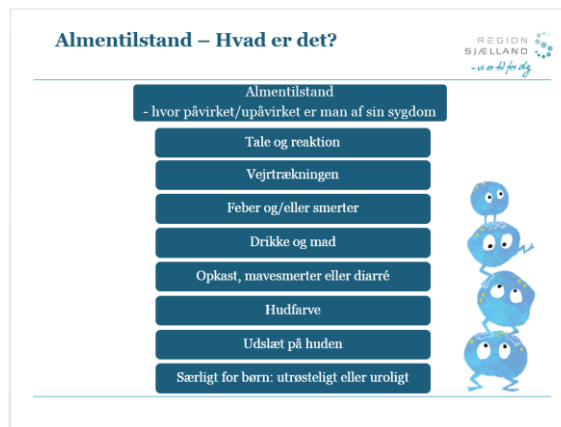 Almentilstand – Hvad er det?
REGION
SJÆLLAND
- vi er til for dig
Almentilstand
- hvor påvirket/upåvirket er man af sin sygdom
Tale og reaktion
Vejrtrækningen
Feber og/eller smerter
Drikke og mad
Opkast, mavesmerter eller diarré
Hudfarve
Udslæt på huden
Særligt for børn: utrøsteligt eller uroligt